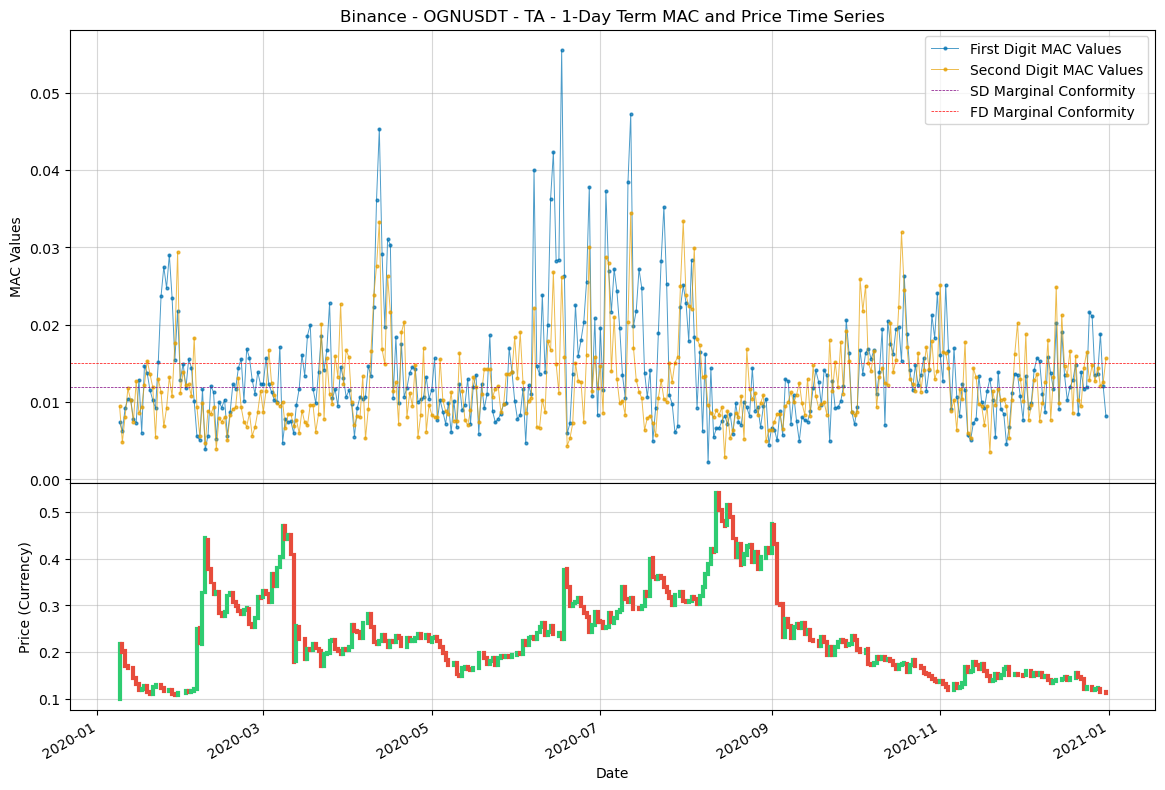 Binance - OGNUSDT - TA - 1-Day Term MAC and Price Time Series
First Digit MAC Values
Second Digit MAC Values
SD Marginal Conformity
FD Marginal Conformity
MAC Values
0.05
0.04
0.03
0.02
0.01
0.00
Price (Currency)
0.5
0.4
0.3
0.2
0.1
2020-01
2020-03
2020-05
2020-07
2020-09
2020-11
2021-01
Date